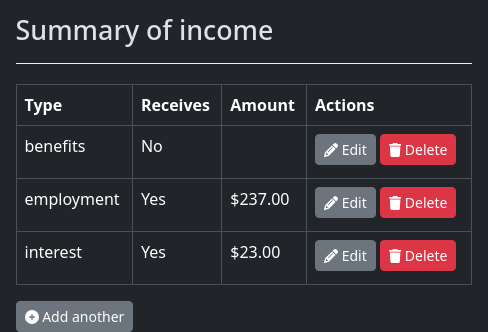 Summary of income
Type Receives Amount Actions
benefits No Edit Delete
employment Yes $237.00 Edit Delete
interest Yes $23.00 Edit Delete
Add another